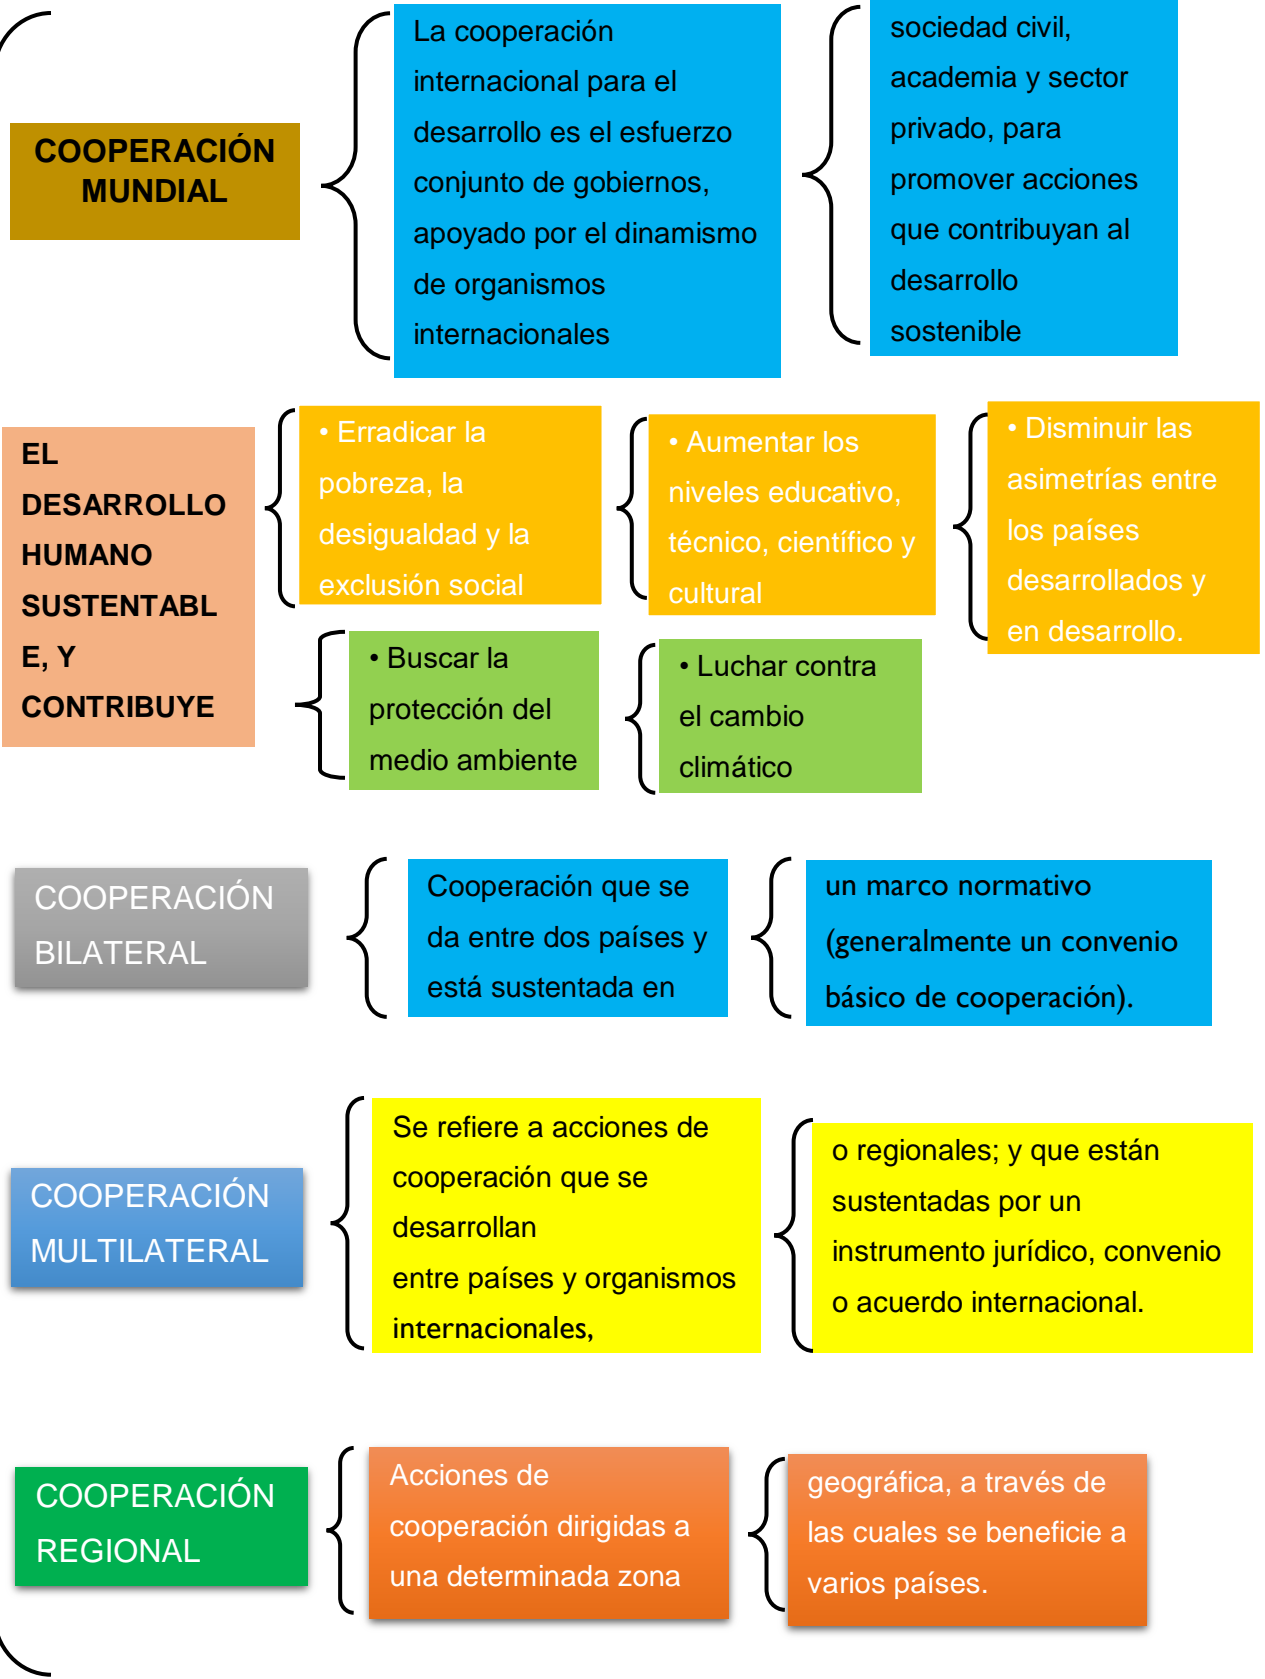 COOPERACIÓN
MUNDIAL
La cooperación
internacional para el
desarrollo es el esfuerzo
conjunto de gobiernos,
apoyado por el dinamismo
de organismos
internacionales
sociedad civil,
academia y sector
privado, para
promover acciones
que contribuyan al
desarrollo
sostenible
EL
DESARROLLO
HUMANO
SUSTENTABL
E, Y
CONTRIBUYE
• Erradicar la
pobreza, la
desigualdad y la
exclusión social
• Aumentar los
niveles educativo,
técnico, científico y
cultural
• Disminuir las
asimetrías entre
los países
desarrollados y
en desarrollo.
• Buscar la
protección del
medio ambiente
• Luchar contra
el cambio
climático
COOPERACIÓN
BILATERAL
Cooperación que se
da entre dos países y
está sustentada en
un marco normativo
(generalmente un convenio
básico de cooperación).
COOPERACIÓN
MULTILATERAL
Se refiere a acciones de
cooperación que se
desarrollan
entre países y organismos
internacionales,
o regionales; y que están
sustentadas por un
instrumento jurídico, convenio
o acuerdo internacional.
COOPERACIÓN
REGIONAL
Acciones de
cooperación dirigidas a
una determinada zona
geográfica, a través de
las cuales se beneficie a
varios países.